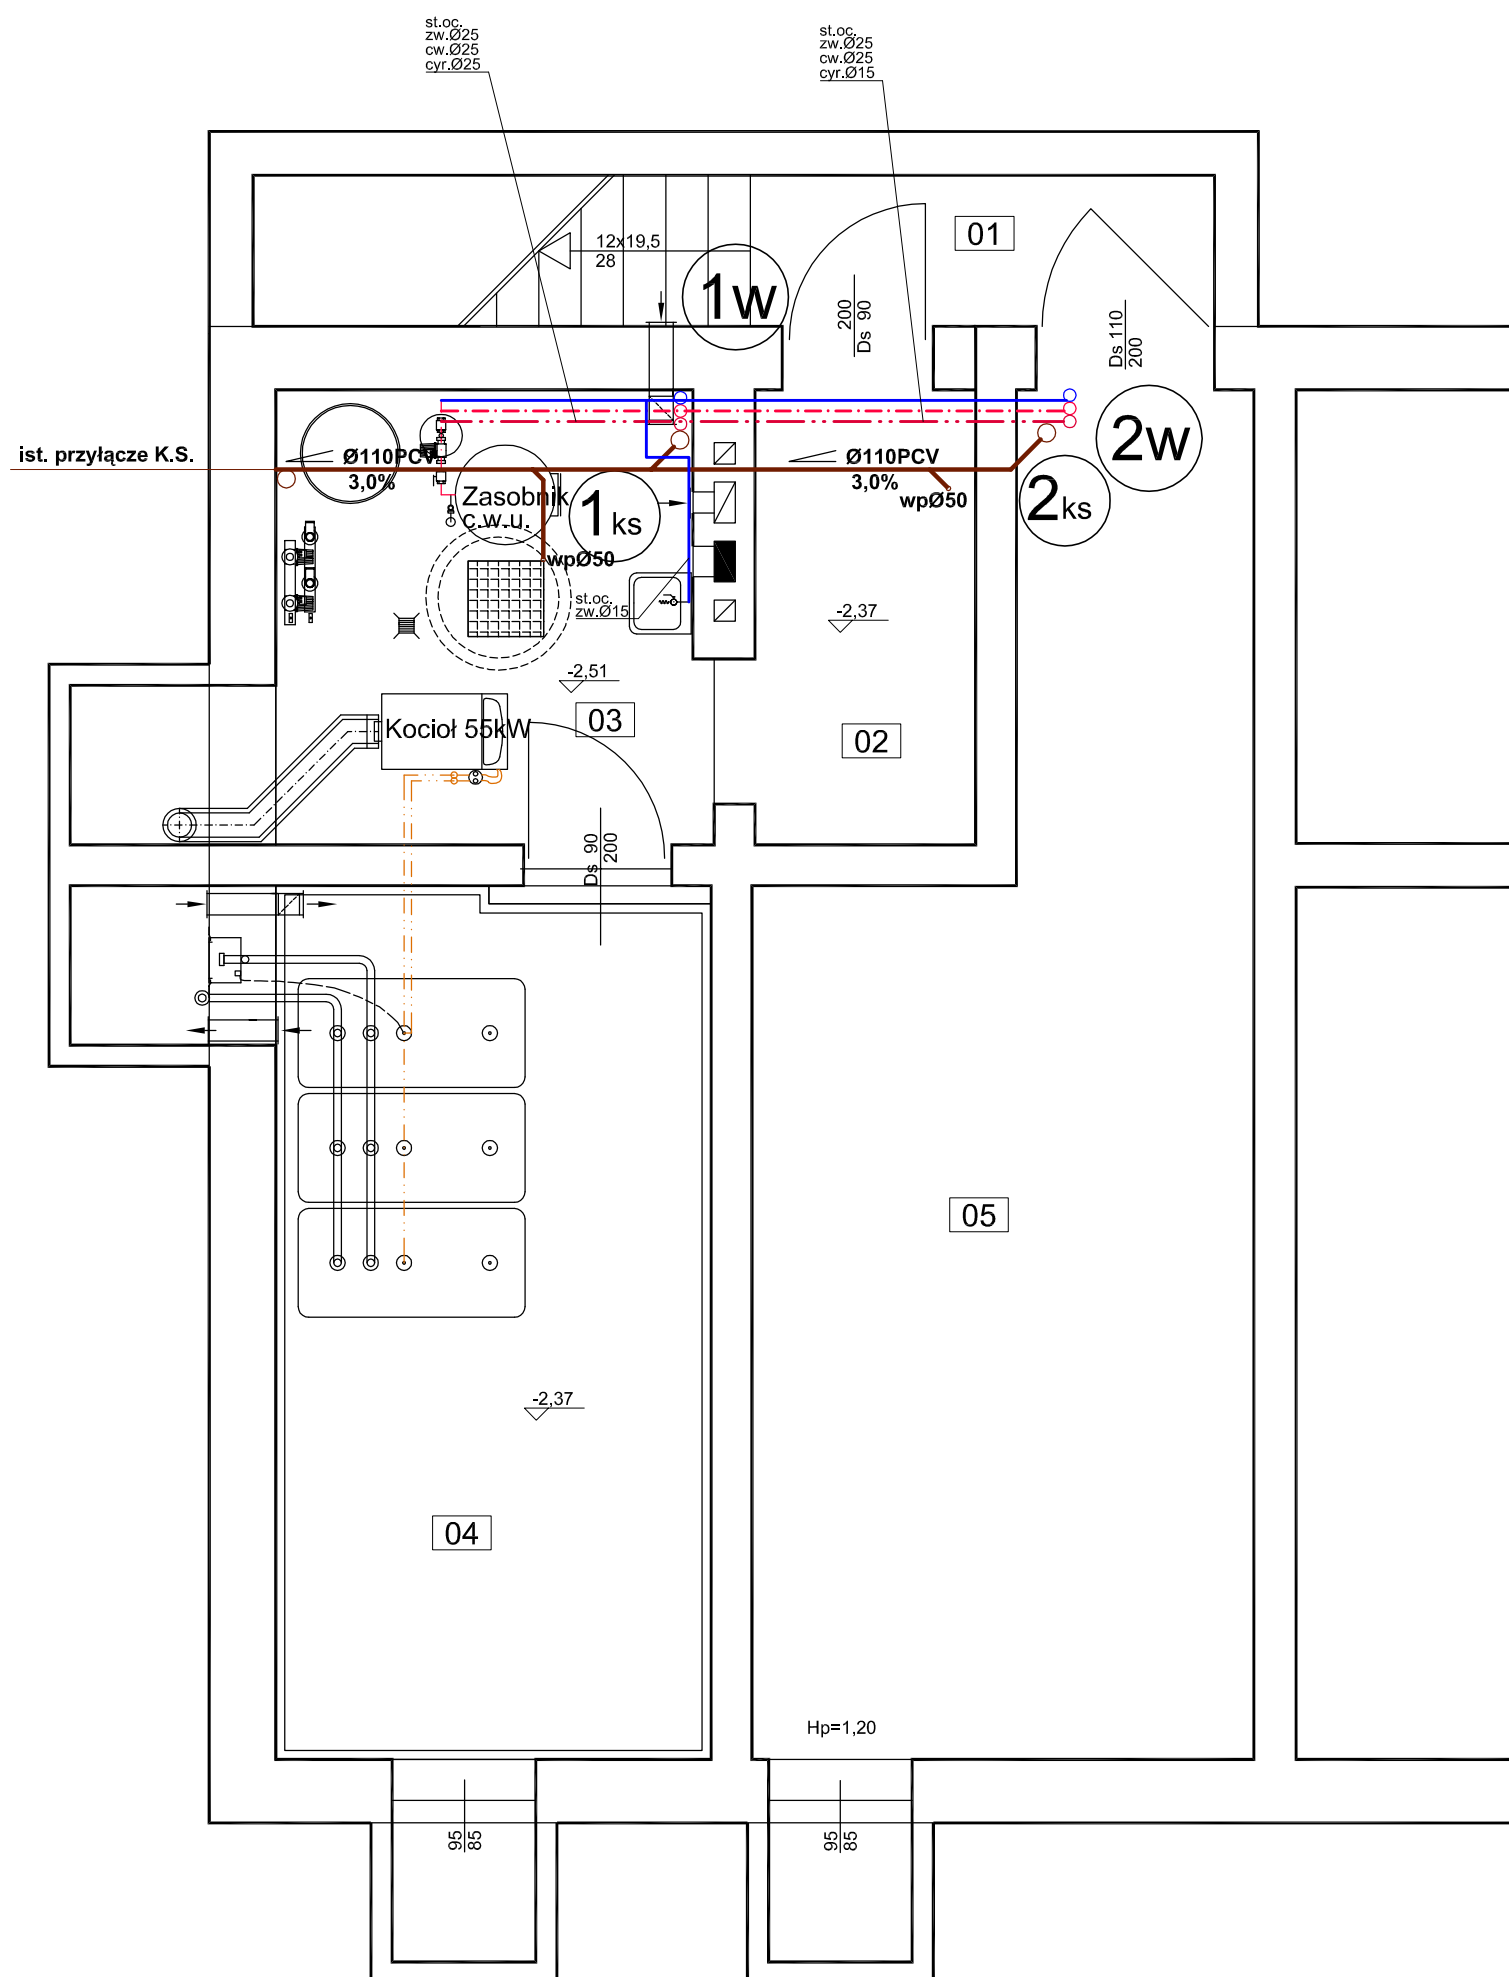 st.oc.
zw.Ø25
cw.Ø25
cyr.Ø25
st.oc.
zw.Ø25
cw.Ø25
cyr.Ø15
01
12x19,5
28
1w
200
Ds 90
Ds 110
200
2w
ist. przyłącze K.S.
Ø110PCV
3,0%
Ø110PCV
3,0%
wpØ50
Zasobnik
c.w.u.
1ks
2ks
wpØ50
st.oc.
zw.Ø15
-2,37
-2,51
03
02
Kocioł 55kW
Ds 90
200
05
-2,37
04
Hp=1,20
95
85
95
85